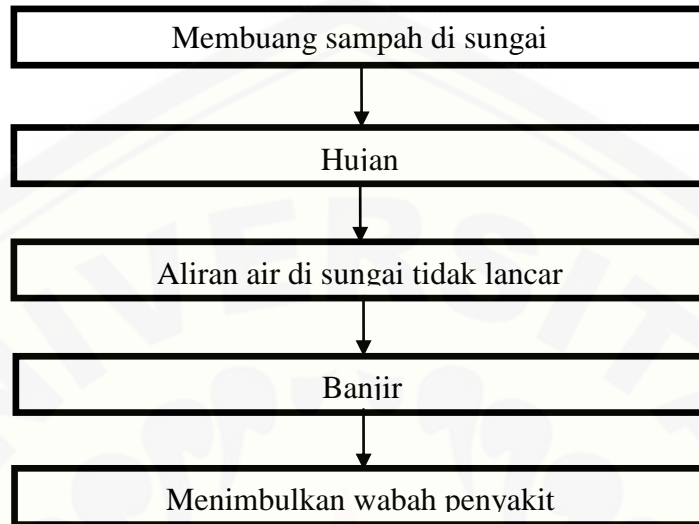 Membuang sampah di sungai
Hujan
Aliran air di sungai tidak lancar
Banjir
Menimbulkan wabah penyakit